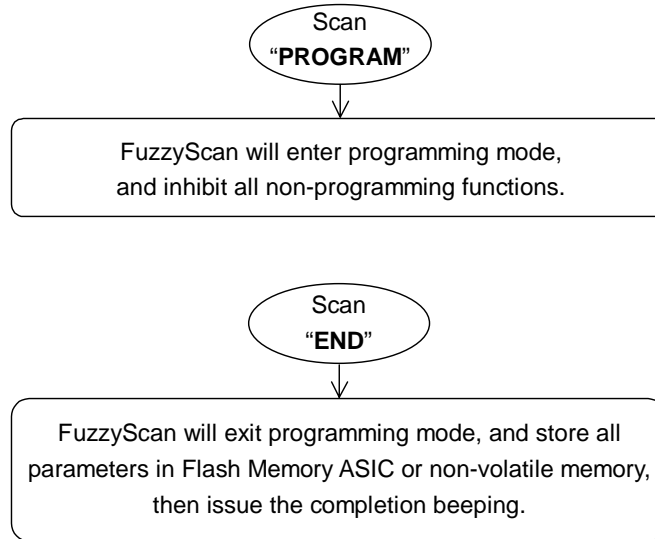 Scan
“PROGRAM”
FuzzyScan will enter programming mode,
and inhibit all non-programming functions.
Scan
“END”
FuzzyScan will exit programming mode, and store all
parameters in Flash Memory ASIC or non-volatile memory,
then issue the completion beeping.